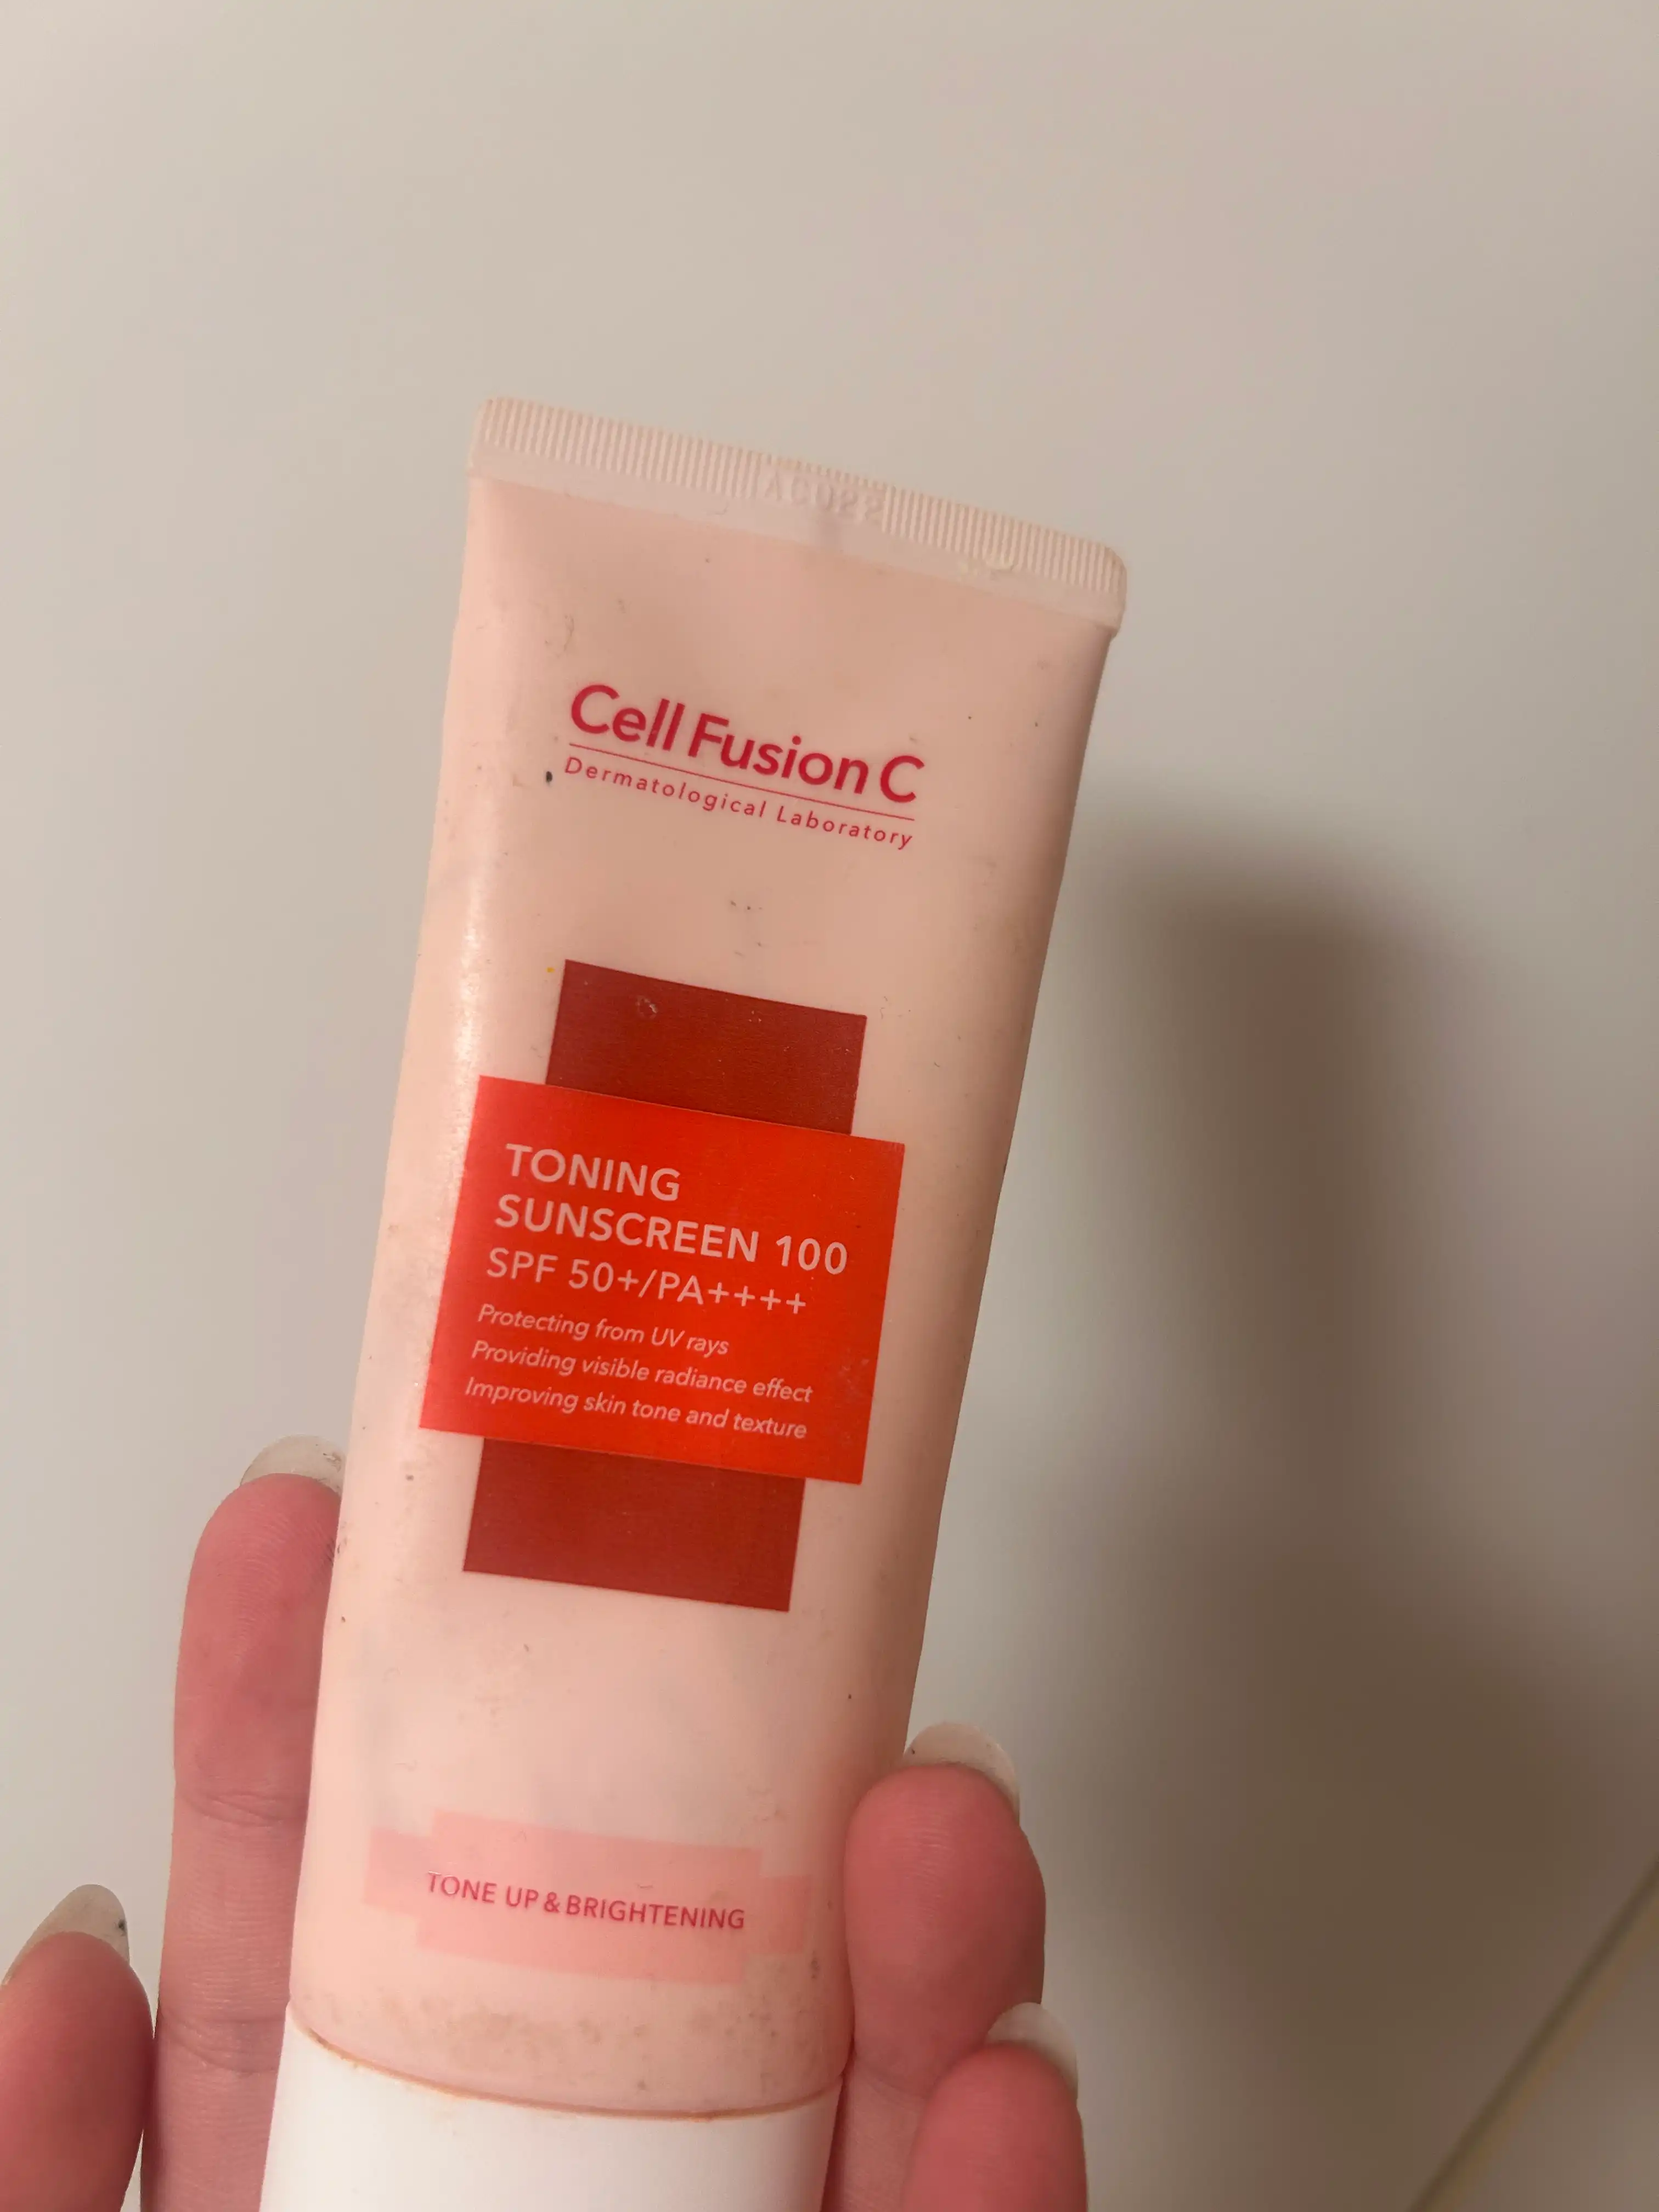 Cell Fusion C
Dermatological Laboratory
TONING
SUNSCREEN 100
SPF 50+/PA++++
Protecting from UV rays
Providing visible radiance effect
Improving skin tone and texture
TONE UP & BRIGHTENING